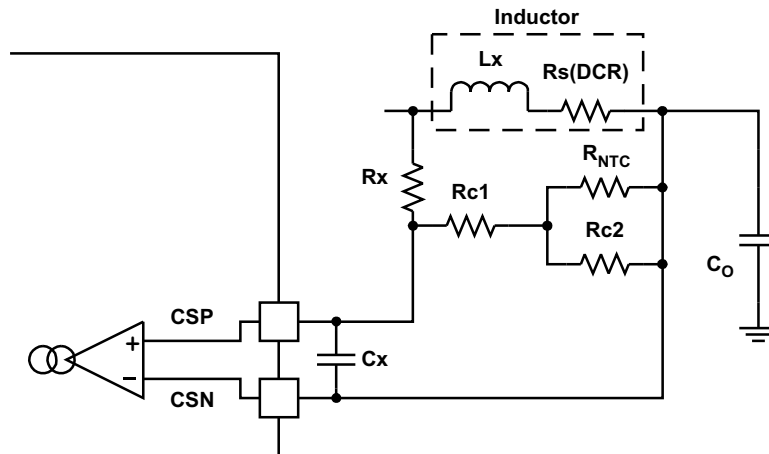 Inductor
Lx
Rs(DCR)
Rx
Rc1
R_NTC
Rc2
C_O
CSP
+
Cx
–
CSN